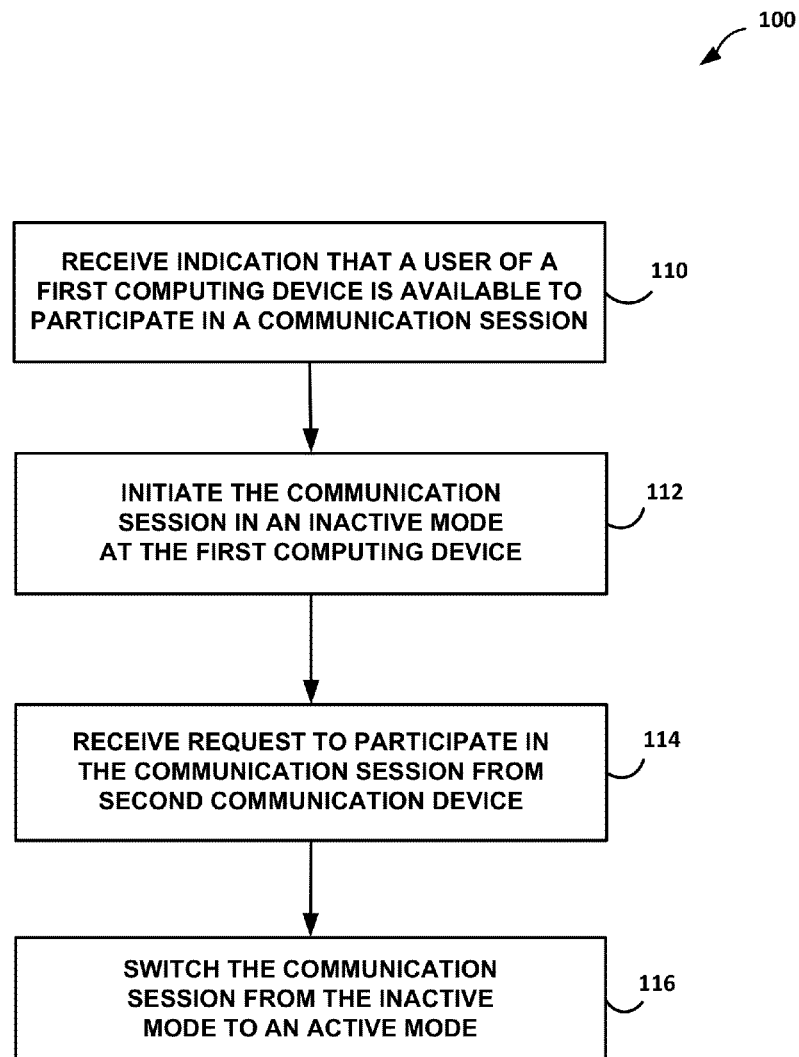 100
RECEIVE INDICATION THAT A USER OF A
FIRST COMPUTING DEVICE IS AVAILABLE TO
PARTICIPATE IN A COMMUNICATION SESSION
110
INITIATE THE COMMUNICATION
SESSION IN AN INACTIVE MODE
AT THE FIRST COMPUTING DEVICE
112
RECEIVE REQUEST TO PARTICIPATE IN
THE COMMUNICATION SESSION FROM
SECOND COMMUNICATION DEVICE
114
SWITCH THE COMMUNICATION
SESSION FROM THE INACTIVE
MODE TO AN ACTIVE MODE
116